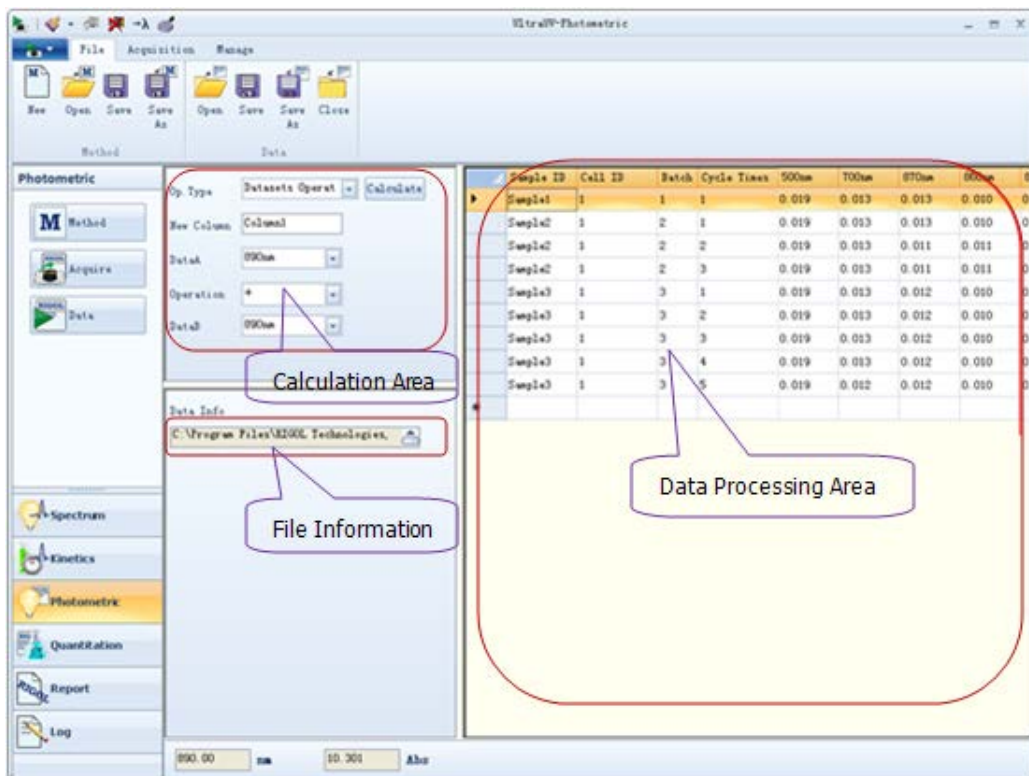 UltraUV-Photometric
File Acquisition Manage
New Open Save Save As Open Save Save As Close
Method Data
Photometric
Method
Acquire
Data
Op.Type Datasets Operat Calculate
New Column Column1
DataA 890nm
Operation +
DataB 890nm
Calculation Area
Data Info
C:\Program Files\RIGOL Technologies,
File Information
Sample ID Cell ID Batch Cycle Times 500nm 700nm 870nm 860nm
Sample1 1 1 1 0.019 0.013 0.013 0.010
Sample2 1 2 1 0.019 0.013 0.013 0.010
Sample2 1 2 2 0.019 0.013 0.011 0.011
Sample2 1 2 3 0.019 0.013 0.011 0.011
Sample3 1 3 1 0.019 0.013 0.012 0.010
Sample3 1 3 2 0.019 0.013 0.012 0.010
Sample3 1 3 3 0.019 0.013 0.012 0.010
Sample3 1 3 4 0.019 0.013 0.012 0.010
Sample3 1 3 5 0.019 0.012 0.012 0.010
Data Processing Area
Spectrum
Kinetics
Photometric
Quantitation
Report
Log
890.00 nm 10.301 Abs